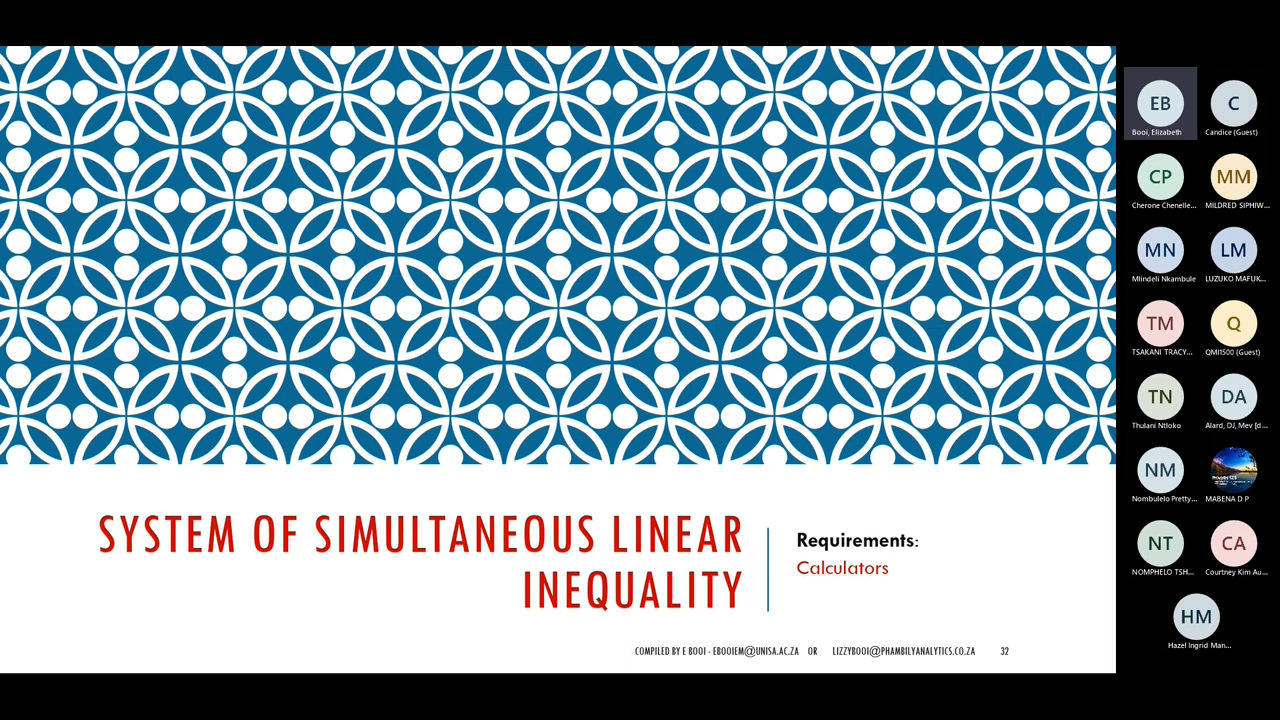 SYSTEM OF SIMULTANEOUS LINEAR
INEQUALITY
Requirements:
Calculators
COMPILED BY E BOOI - EBOOIEM@UNISA.AC.ZA OR LIZZYBOOI@PHAMBILYANALYTICS.CO.ZA 32
EB
Booi, Elizabeth
C
Candice (Guest)
CP
Cherone Chenelle...
MM
MILDRED SIPHIW...
MN
Mlindeli Nkambule
LM
LUZUKO MAFUK...
TM
TSAKANI TRACY...
Q
QMI1500 (Guest)
TN
Thulani Ntloko
DA
Alard, DJ, Mev [d...
NM
Nombulelo Pretty...
MABENA D P
NT
NOMPHELO TSH...
CA
Courtney Kim Au...
HM
Hazel Ingrid Man...